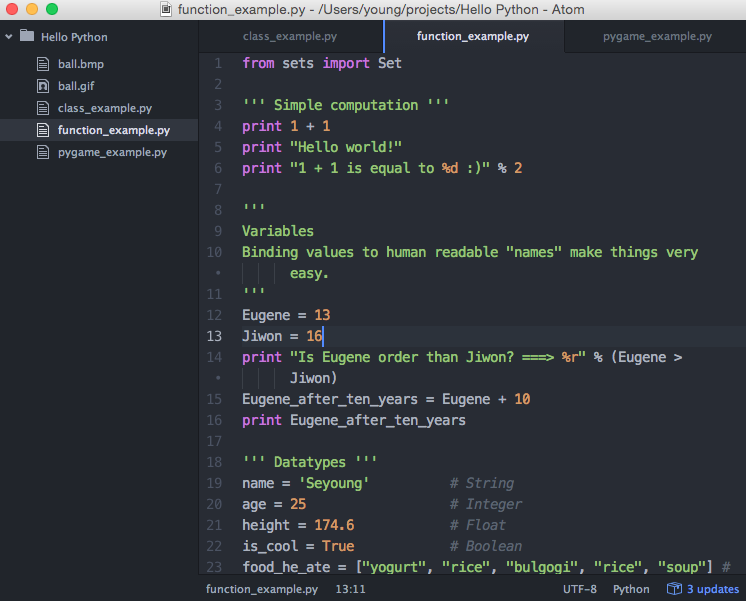 function_example.py - /Users/young/projects/Hello Python - Atom
Hello Python
ball.bmp
ball.gif
class_example.py
function_example.py
pygame_example.py
class_example.py function_example.py pygame_example.py
1 from sets import Set
2
3 ''' Simple computation '''
4 print 1 + 1
5 print "Hello world!"
6 print "1 + 1 is equal to %d :)" % 2
7
8 '''
9 Variables
10 Binding values to human readable "names" make things very
• easy.
11 '''
12 Eugene = 13
13 Jiwon = 16
14 print "Is Eugene order than Jiwon? ===> %r" % (Eugene >
• Jiwon)
15 Eugene_after_ten_years = Eugene + 10
16 print Eugene_after_ten_years
17
18 ''' Datatypes '''
19 name = 'Seyoung' # String
20 age = 25 # Integer
21 height = 174.6 # Float
22 is_cool = True # Boolean
23 food_he_ate = ["yogurt", "rice", "bulgogi", "rice", "soup"] #
function_example.py 13:11 UTF-8 Python 3 updates